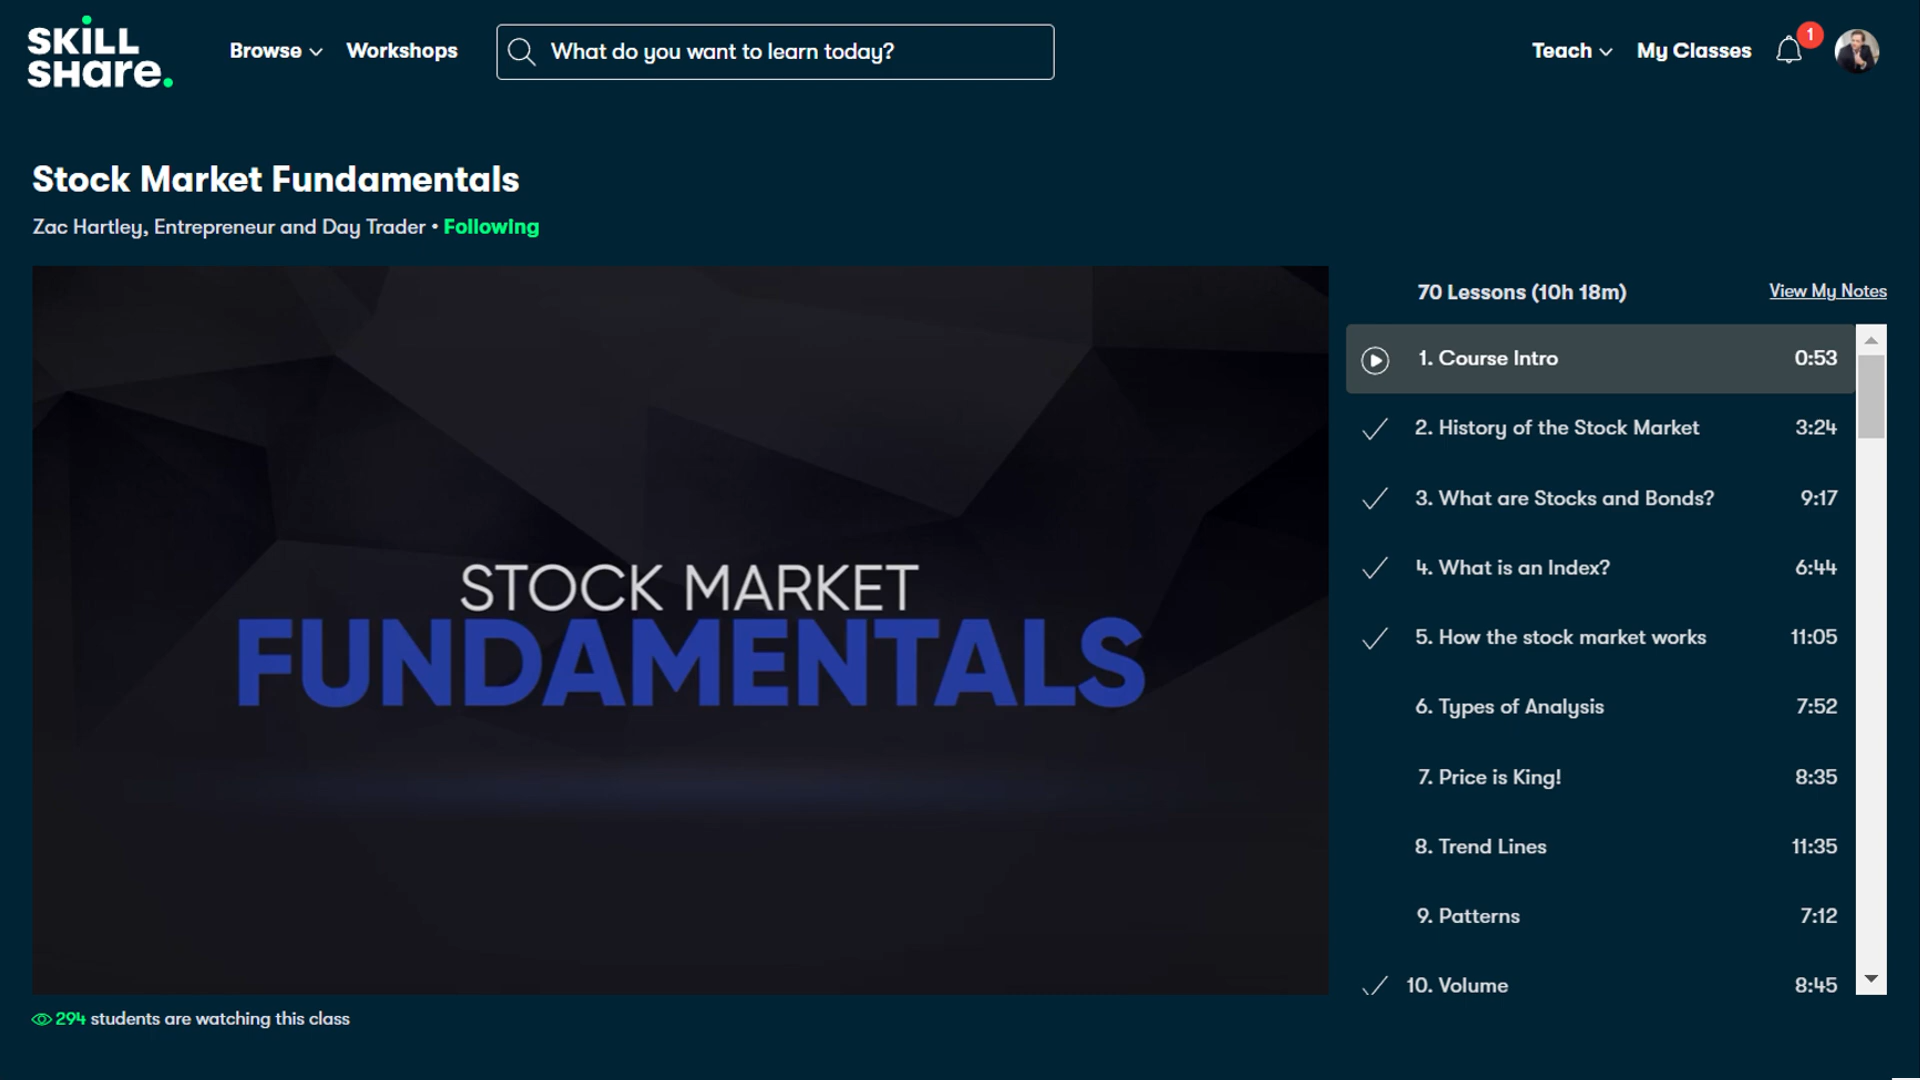 SKILL
SHare.
Browse
Workshops
What do you want to learn today?
Teach
My Classes
1
Stock Market Fundamentals
Zac Hartley, Entrepreneur and Day Trader • Following
STOCK MARKET
FUNDAMENTALS
294 students are watching this class
70 Lessons (10h 18m)
View My Notes
1. Course Intro 0:53
2. History of the Stock Market 3:24
3. What are Stocks and Bonds? 9:17
4. What is an Index? 6:44
5. How the stock market works 11:05
6. Types of Analysis 7:52
7. Price is King! 8:35
8. Trend Lines 11:35
9. Patterns 7:12
10. Volume 8:45